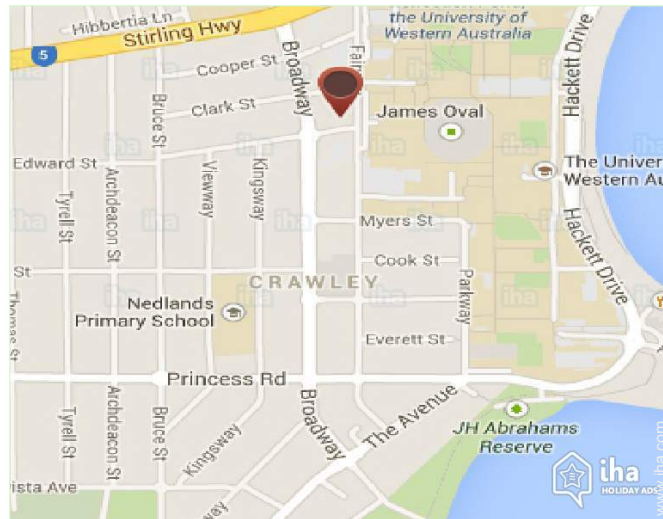 Hibbertia Ln
the University of
Western Australia
Stirling Hwy
5
Cooper St
Broadway
Hackett Drive
Clark St
Bruce St
James Oval
The Univer
Western Au
Edward St
Tyrell St
Archdeacon St
Viewway
Kingsway
Myers St
Hackett Drive
Cook St
St
CRAWLEY
Parkway
Nedlands
Primary School
Thomas St
Everett St
Princess Rd
Tyrell St
Archdeacon St
Bruce St
Kingsway
Broadway
The Avenue
JH Abrahams
Reserve
ista Ave
iha
HOLIDAY ADS
www.iha.com
iha